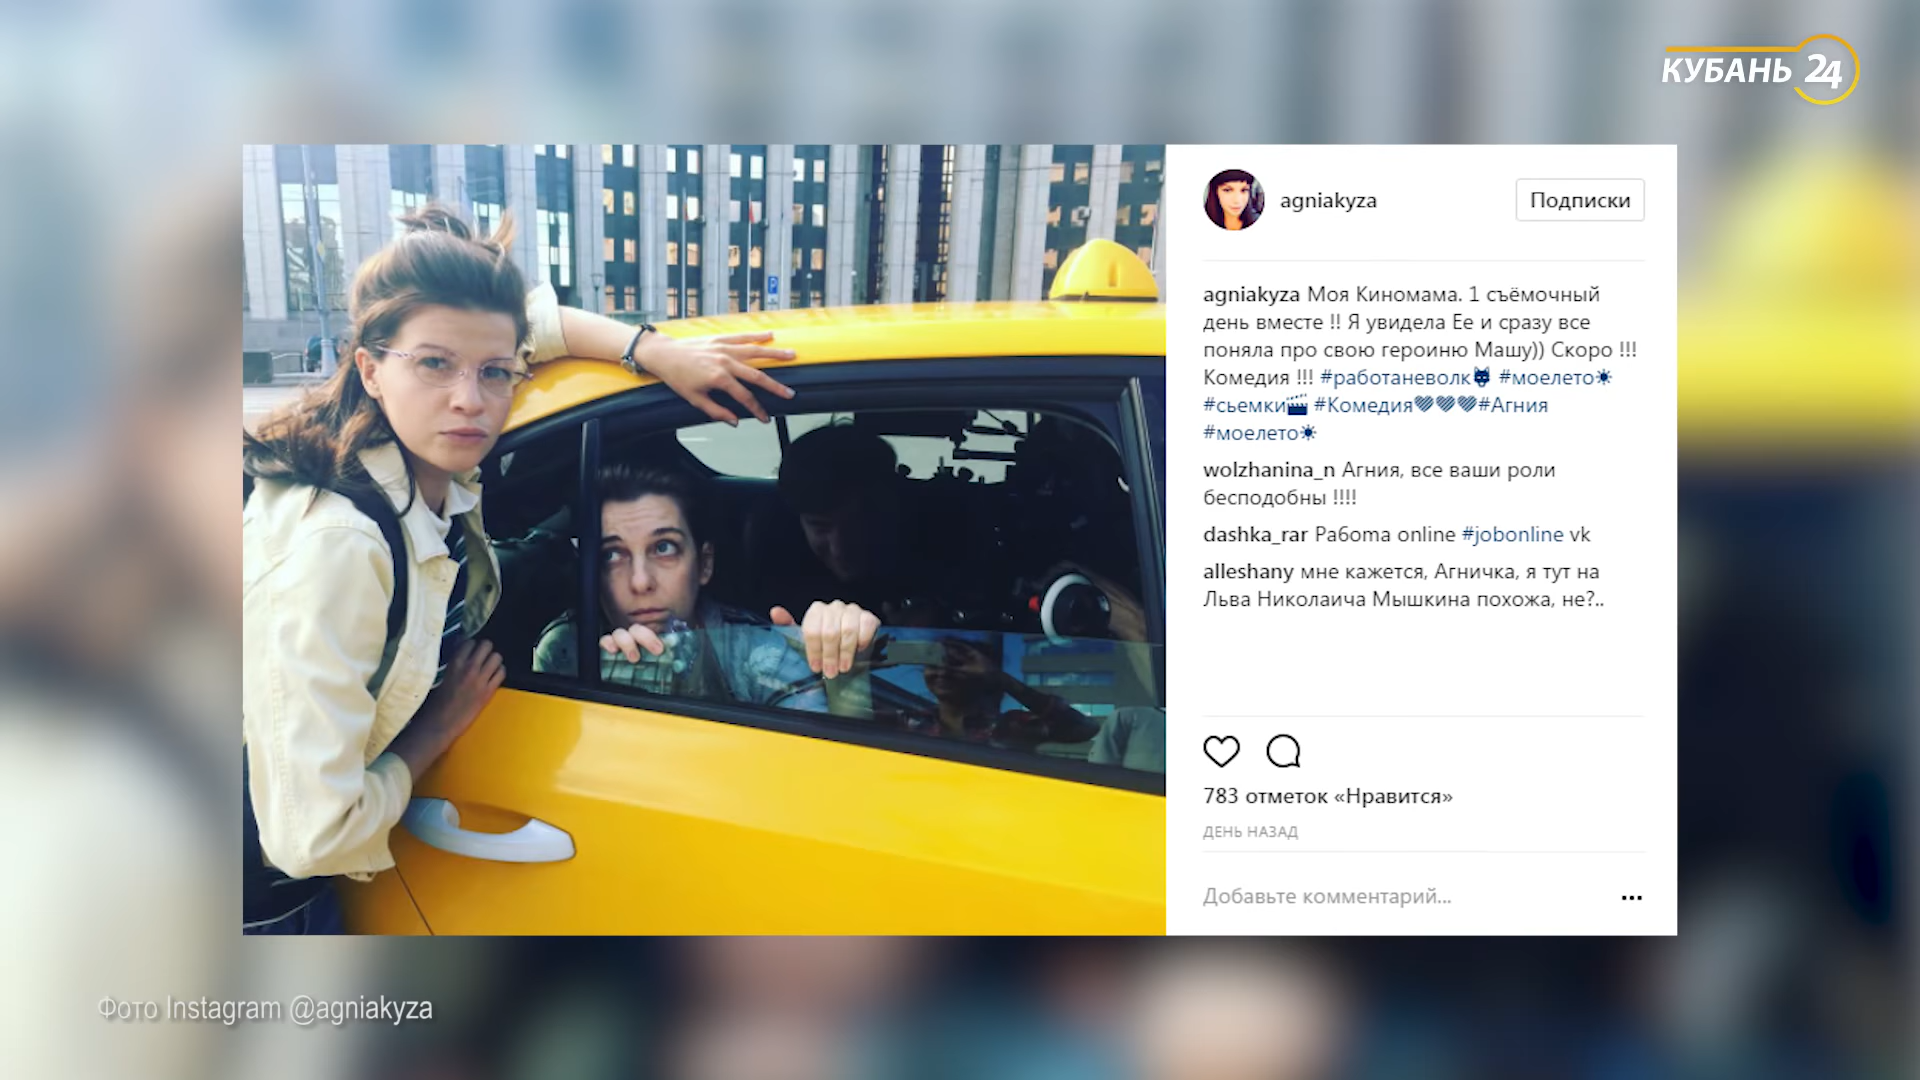 КУБАНЬ 24
agniakyza
Подписки
agniakyza Моя Киномама. 1 съёмочный
день вместе !! Я увидела Ее и сразу все
поняла про свою героиню Машу)) Скоро !!!
Комедия !!! #работаневолк🐺 #моелето☀
#сьемки🎬 #Комедия💜💜💜#Агния
#моелето☀
wolzhanina_n Агния, все ваши роли
бесподобны !!!!
dashka_rar Рабoma online #jobonline vk
alleshany мне кажется, Агничка, я тут на
Льва Николаича Мышкина похожа, не?..
783 отметок «Нравится»
ДЕНЬ НАЗАД
Добавьте комментарий...
Фото Instagram @agniakyza